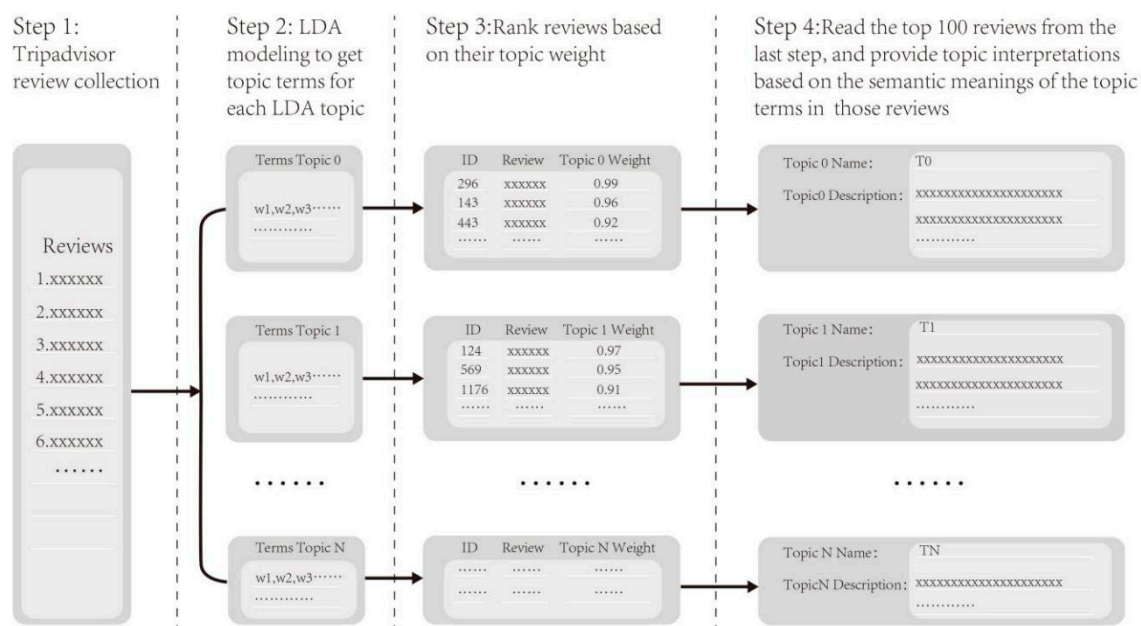 Step 1:
Tripadvisor
review collection
Step 2: LDA
modeling to get
topic terms for
each LDA topic
Step 3:Rank reviews based
on their topic weight
Step 4:Read the top 100 reviews from the
last step, and provide topic interpretations
based on the semantic meanings of the topic
terms in those reviews
Reviews
1.xxxxxx
2.xxxxxx
3.xxxxxx
4.xxxxxx
5.xxxxxx
6.xxxxxx
······
Terms Topic 0
w1,w2,w3······
············
ID Review Topic 0 Weight
296 xxxxxx 0.99
143 xxxxxx 0.96
443 xxxxxx 0.92
······ ······ ······
Topic 0 Name: T0
Topic0 Description: xxxxxxxxxxxxxxxxxxxxx
xxxxxxxxxxxxxxxxxxxxx
············
Terms Topic 1
w1,w2,w3······
············
ID Review Topic 1 Weight
124 xxxxxx 0.97
569 xxxxxx 0.95
1176 xxxxxx 0.91
······ ······ ······
Topic 1 Name: T1
Topic1 Description: xxxxxxxxxxxxxxxxxxxxx
xxxxxxxxxxxxxxxxxxxxx
············
······ ······ ······
Terms Topic N
w1,w2,w3······
············
ID Review Topic N Weight
······ ······ ······
······ ······ ······
Topic N Name: TN
TopicN Description: xxxxxxxxxxxxxxxxxxxxx
············